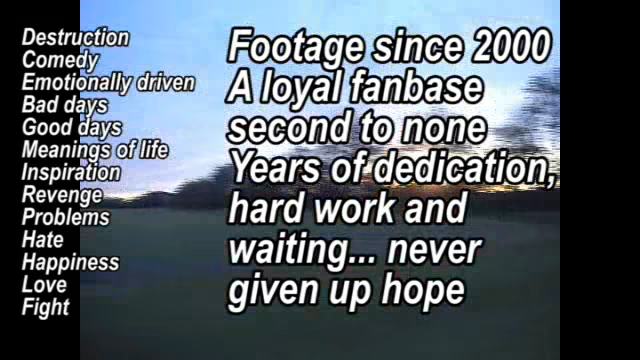 Destruction
Comedy
Emotionally driven
Bad days
Good days
Meanings of life
Inspiration
Revenge
Problems
Hate
Happiness
Love
Fight
Footage since 2000
A loyal fanbase
second to none
Years of dedication,
hard work and
waiting... never
given up hope